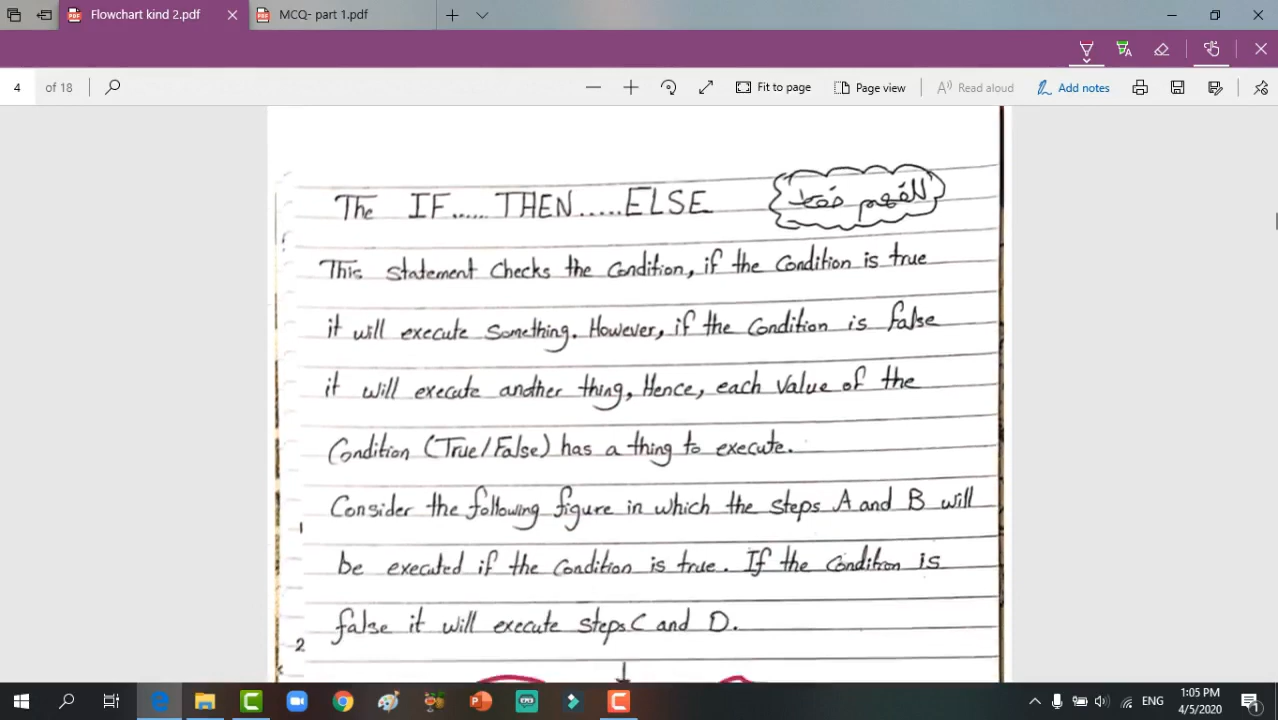 Flowchart kind 2.pdf
MCQ- part 1.pdf
4 of 18
Fit to page
Page view
Read aloud
Add notes
The IF......THEN.....ELSE
للفهم فقط
This statement checks the condition, if the condition is true
it will execute something. However, if the condition is false
it will execute another thing, Hence, each value of the
Condition (True/False) has a thing to execute.
Consider the following figure in which the steps A and B will
1
be executed if the condition is true. If the condition is
false it will execute steps C and D.
2
ENG
1:05 PM
4/5/2020
1